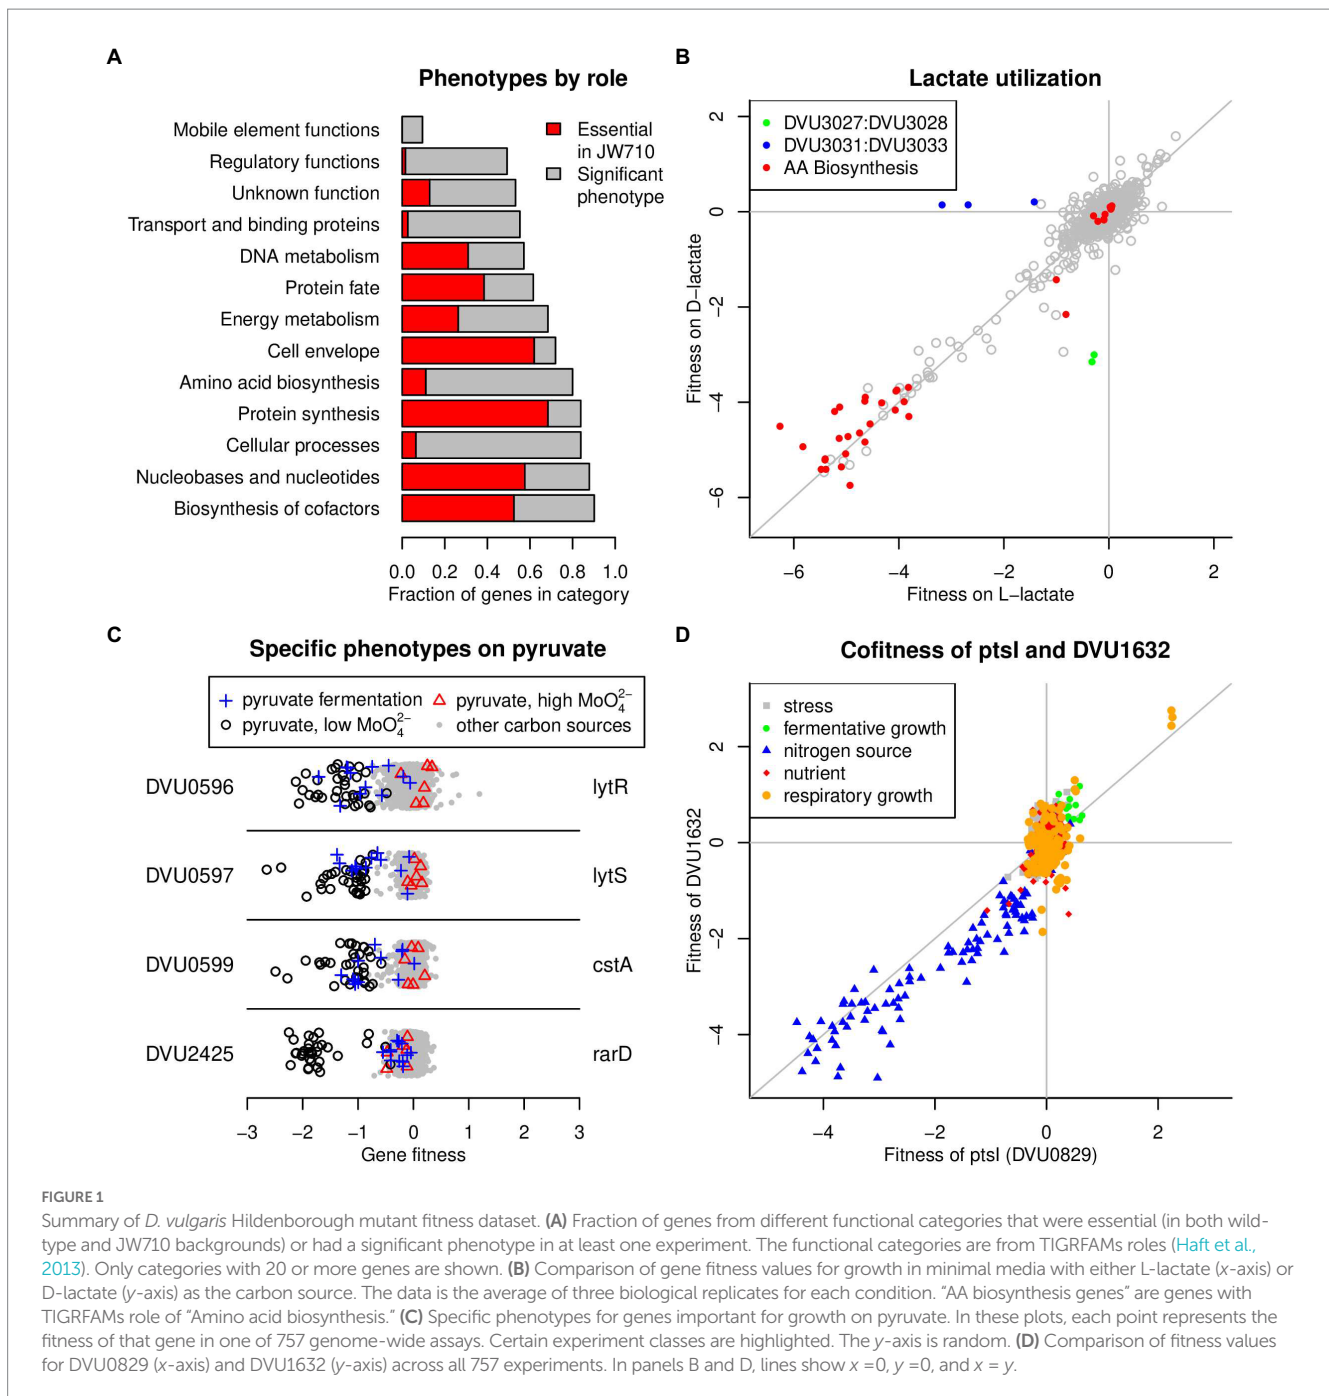 A
Phenotypes by role
Mobile element functions
Regulatory functions
Unknown function
Transport and binding proteins
DNA metabolism
Protein fate
Energy metabolism
Cell envelope
Amino acid biosynthesis
Protein synthesis
Cellular processes
Nucleobases and nucleotides
Biosynthesis of cofactors
Essential
in JW710
Significant
phenotype
0.0 0.2 0.4 0.6 0.8 1.0
Fraction of genes in category
B
Lactate utilization
DVU3027:DVU3028
DVU3031:DVU3033
AA Biosynthesis
Fitness on D−lactate
2
0
−2
−4
−6
−6 −4 −2 0 2
Fitness on L−lactate
C
Specific phenotypes on pyruvate
pyruvate fermentation
pyruvate, low MoO₄²⁻
pyruvate, high MoO₄²⁻
other carbon sources
DVU0596 lytR
DVU0597 lytS
DVU0599 cstA
DVU2425 rarD
−3 −2 −1 0 1 2 3
Gene fitness
D
Cofitness of ptsI and DVU1632
stress
fermentative growth
nitrogen source
nutrient
respiratory growth
Fitness of DVU1632
2
0
−2
−4
−4 −2 0 2
Fitness of ptsI (DVU0829)
FIGURE 1
Summary of D. vulgaris Hildenborough mutant fitness dataset. (A) Fraction of genes from different functional categories that were essential (in both wild-
type and JW710 backgrounds) or had a significant phenotype in at least one experiment. The functional categories are from TIGRFAMs roles (Haft et al.,
2013). Only categories with 20 or more genes are shown. (B) Comparison of gene fitness values for growth in minimal media with either L-lactate (x-axis) or
D-lactate (y-axis) as the carbon source. The data is the average of three biological replicates for each condition. “AA biosynthesis genes” are genes with
TIGRFAMs role of “Amino acid biosynthesis.” (C) Specific phenotypes for genes important for growth on pyruvate. In these plots, each point represents the
fitness of that gene in one of 757 genome-wide assays. Certain experiment classes are highlighted. The y-axis is random. (D) Comparison of fitness values
for DVU0829 (x-axis) and DVU1632 (y-axis) across all 757 experiments. In panels B and D, lines show x =0, y =0, and x = y.